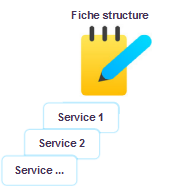 Fiche structure
Service 1
Service 2
Service ...